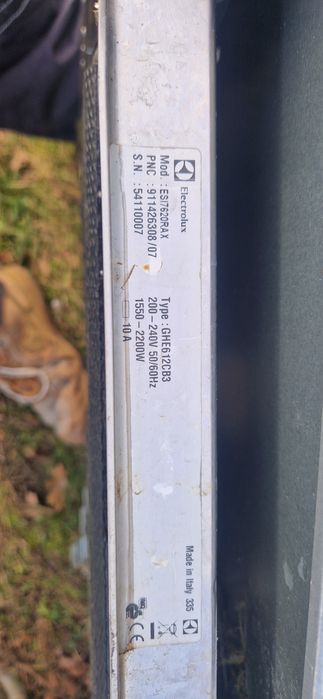 Electrolux
Mod. : ESI7620RAX
PNC : 911426308/07
S.N. : 54110007
Type : GHE612CB3
200-240V 50/60Hz
1550-2200W
10 A
Made in Italy 335
CE